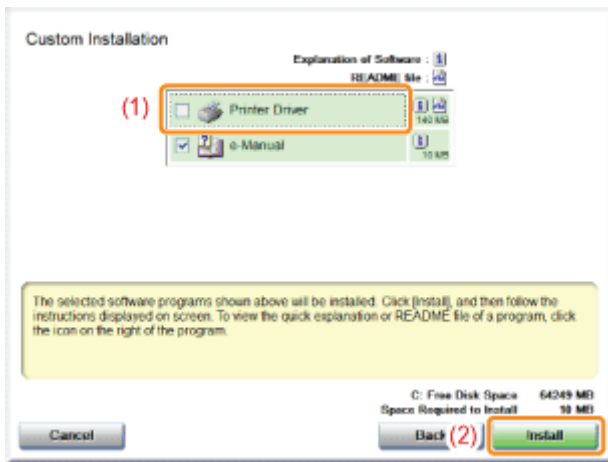 Custom Installation
Explanation of Software :
README file :
(1)
Printer Driver
140 MB
e-Manual
10 MB
The selected software programs shown above will be installed. Click [Install], and then follow the
instructions displayed on screen. To view the quick explanation or README file of a program, click
the icon on the right of the program.
C: Free Disk Space 64249 MB
Space Required to Install 10 MB
Cancel Back (2) Install